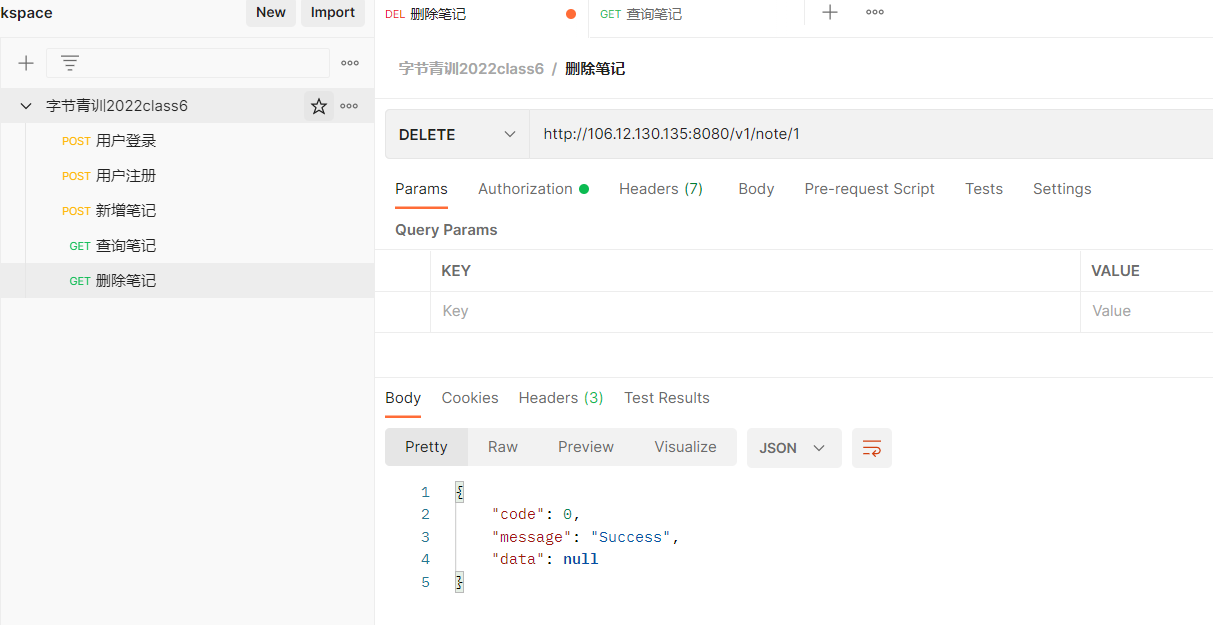 kspace
New
Import
DEL 删除笔记
GET 查询笔记
字节青训2022class6 / 删除笔记
字节青训2022class6
POST 用户登录
POST 用户注册
POST 新增笔记
GET 查询笔记
GET 删除笔记
DELETE
http://106.12.130.135:8080/v1/note/1
Params
Authorization
Headers (7)
Body
Pre-request Script
Tests
Settings
Query Params
KEY
VALUE
Key
Value
Body
Cookies
Headers (3)
Test Results
Pretty
Raw
Preview
Visualize
JSON
1 {
2 "code": 0,
3 "message": "Success",
4 "data": null
5 }